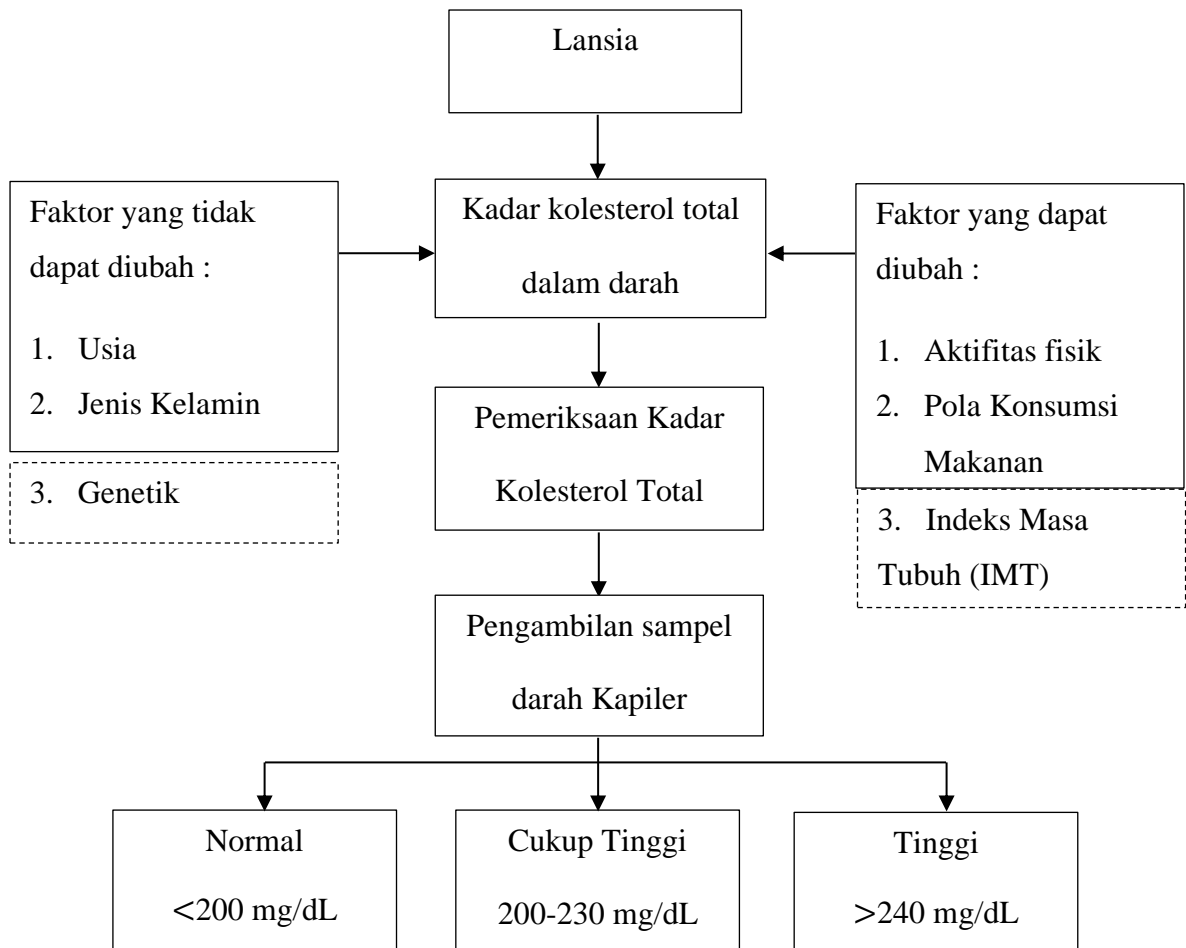 Lansia
Faktor yang tidak
dapat diubah :
1. Usia
2. Jenis Kelamin
3. Genetik
Kadar kolesterol total
dalam darah
Faktor yang dapat
diubah :
1. Aktifitas fisik
2. Pola Konsumsi
Makanan
3. Indeks Masa
Tubuh (IMT)
Pemeriksaan Kadar
Kolesterol Total
Pengambilan sampel
darah Kapiler
Normal
<200 mg/dL
Cukup Tinggi
200-230 mg/dL
Tinggi
>240 mg/dL